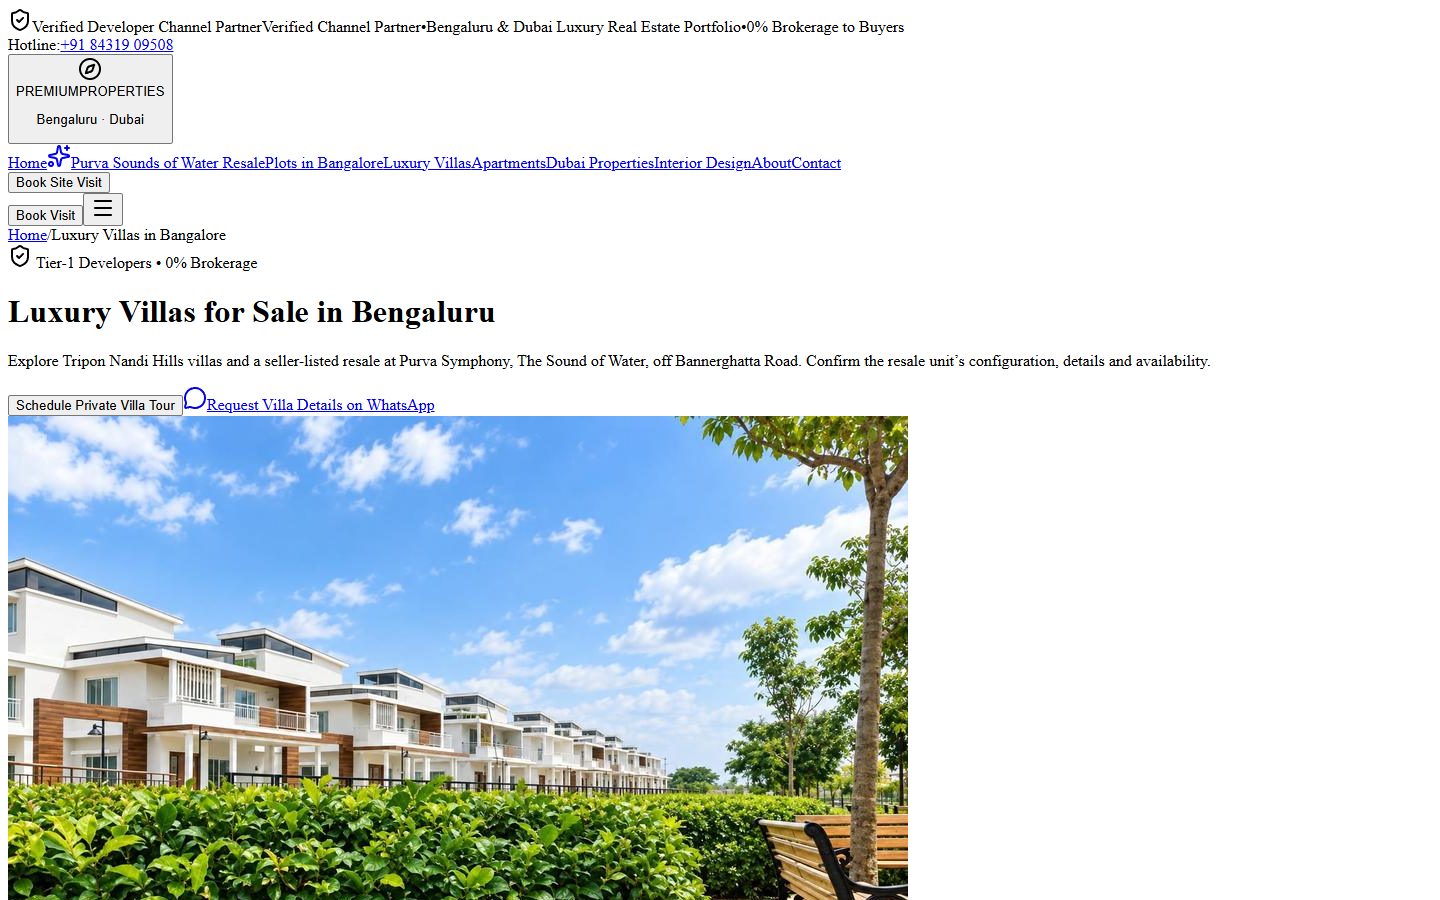 Verified Developer Channel PartnerVerified Channel Partner•Bengaluru & Dubai Luxury Real Estate Portfolio•0% Brokerage to Buyers
Hotline:+91 84319 09508
PREMIUMPROPERTIES
Bengaluru · Dubai
HomePurva Sounds of Water ResalePlots in BangaloreLuxury VillasApartmentsDubai PropertiesInterior DesignAboutContact
Book Site Visit
Book Visit
Home/Luxury Villas in Bangalore
Tier-1 Developers • 0% Brokerage
Luxury Villas for Sale in Bengaluru
Explore Tripon Nandi Hills villas and a seller-listed resale at Purva Symphony, The Sound of Water, off Bannerghatta Road. Confirm the resale unit’s configuration, details and availability.
Schedule Private Villa Tour Request Villa Details on WhatsApp